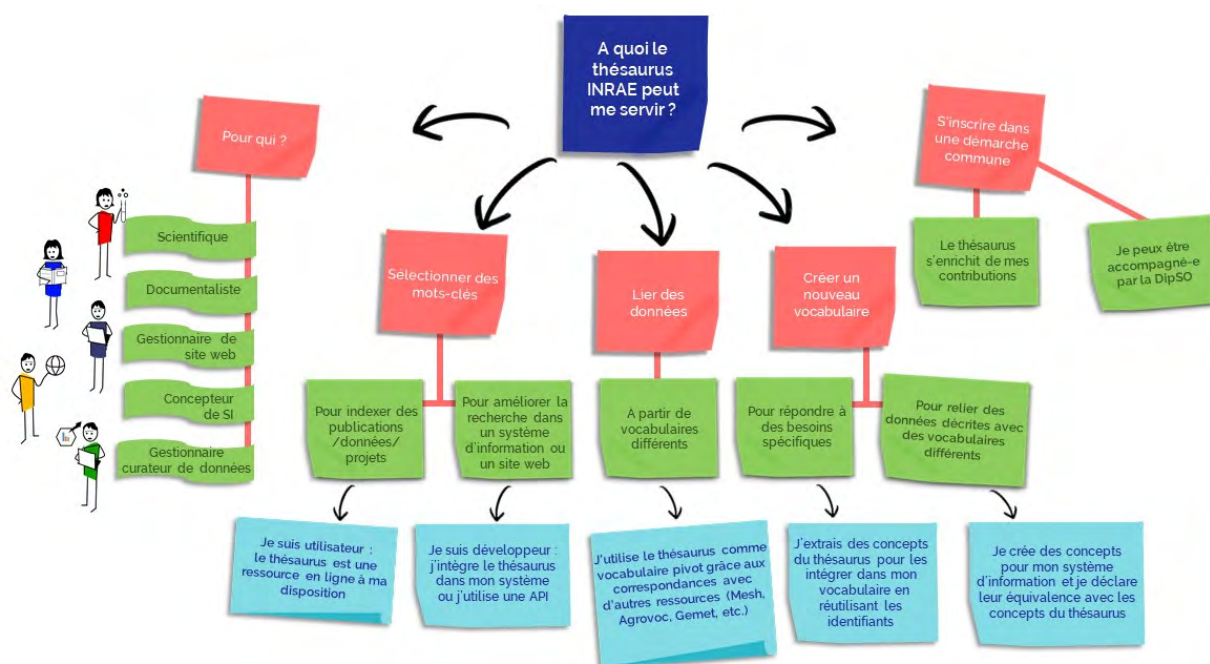 A quoi le
thésaurus
INRAE peut
me servir ?
Pour qui ?
Scientifique
Documentaliste
Gestionnaire de
site web
Concepteur
de SI
Gestionnaire
curateur de données
Sélectionner des
mots-clés
Pour indexer des
publications
/données/
projets
Pour améliorer la
recherche dans
un système
d'information ou
un site web
Je suis utilisateur :
le thésaurus est une
ressource en ligne à ma
disposition
Je suis développeur :
j'intègre le thésaurus
dans mon système
ou j'utilise une API
Lier des
données
A partir de
vocabulaires
différents
J'utilise le thésaurus comme
vocabulaire pivot grâce aux
correspondances avec
d'autres ressources (Mesh,
Agrovoc, Gemet, etc.)
Créer un
nouveau
vocabulaire
Pour répondre à
des besoins
spécifiques
Pour relier des
données décrites avec
des vocabulaires
différents
J'extrais des concepts
du thésaurus pour les
intégrer dans mon
vocabulaire en
réutilisant les
identifiants
Je crée des concepts
pour mon système
d'information et je déclare
leur équivalence avec les
concepts du thésaurus
S'inscrire dans
une démarche
commune
Le thésaurus
s'enrichit de mes
contributions
Je peux être
accompagné-e
par la DipSO